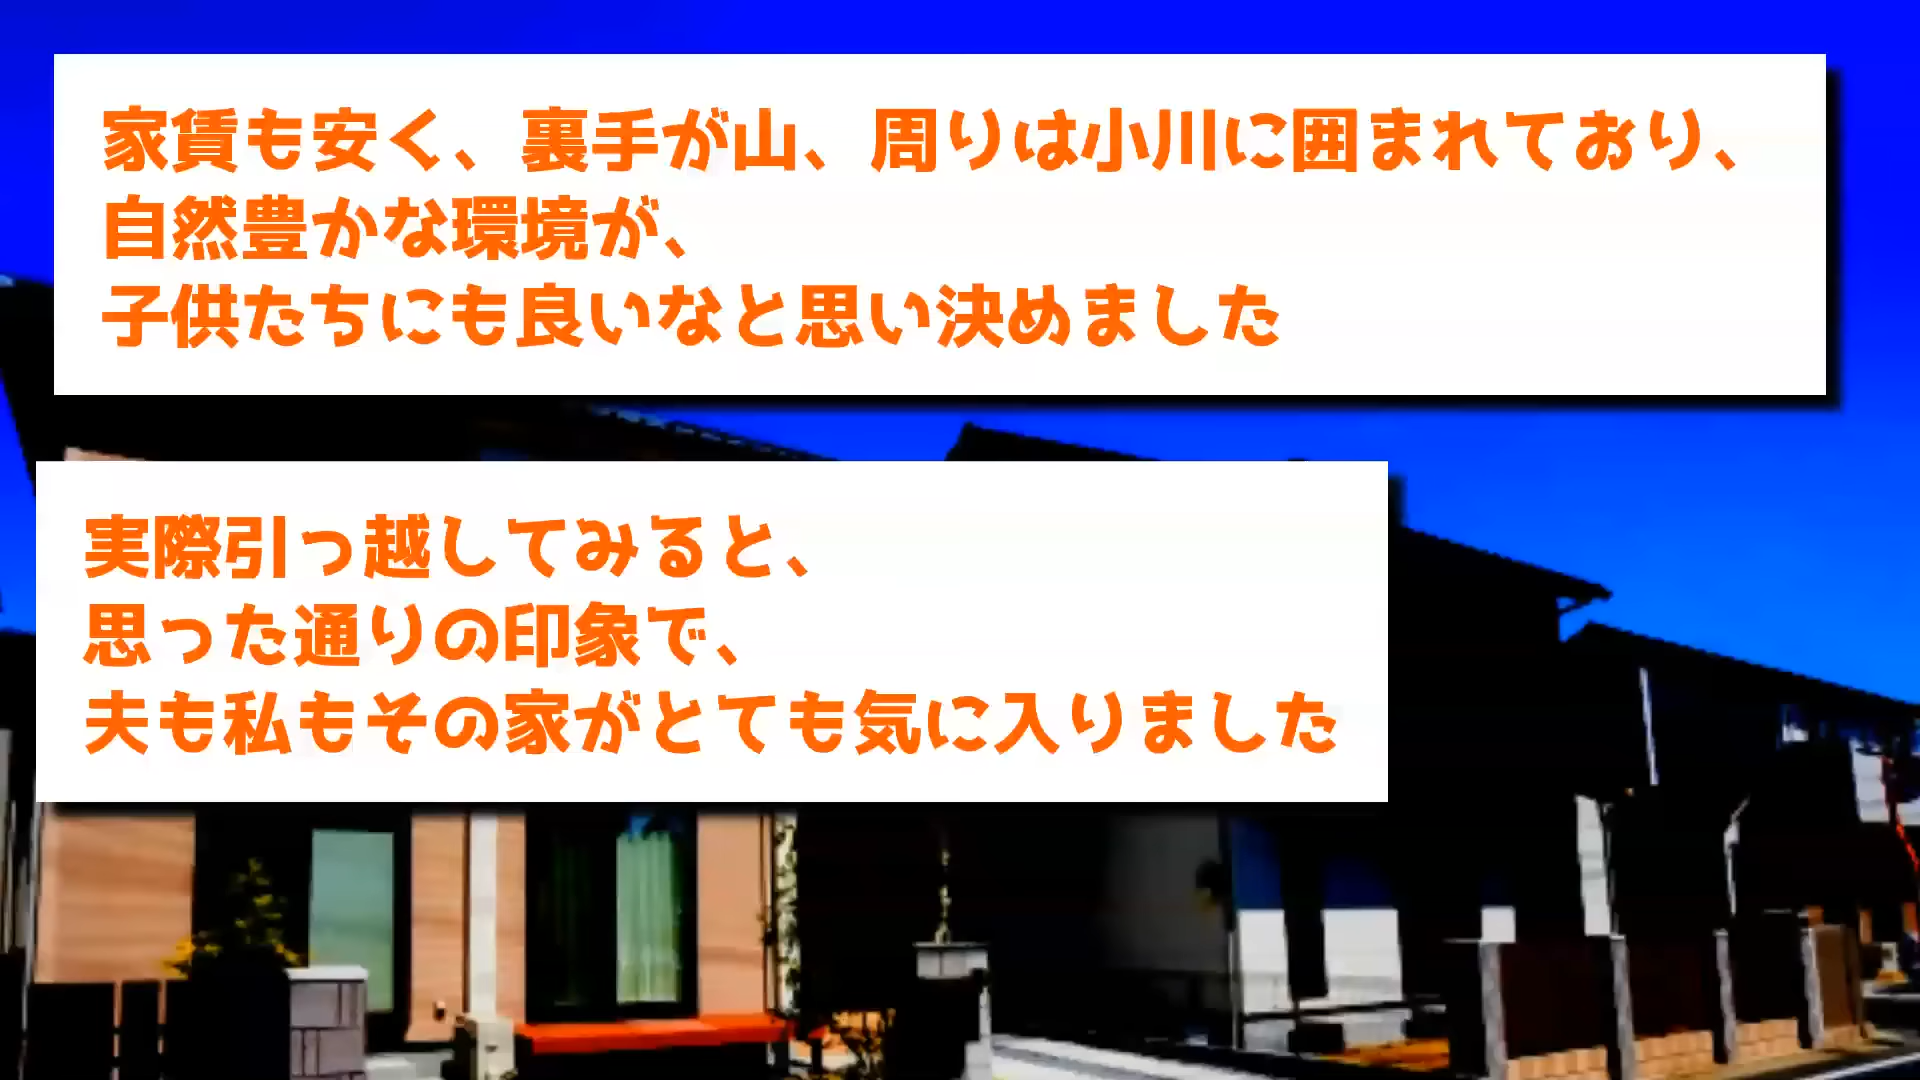 家賃も安く、裏手が山、周りは小川に囲まれており、
自然豊かな環境が、
子供たちにも良いなと思い決めました
実際引っ越してみると、
思った通りの印象で、
夫も私もその家がとても気に入りました